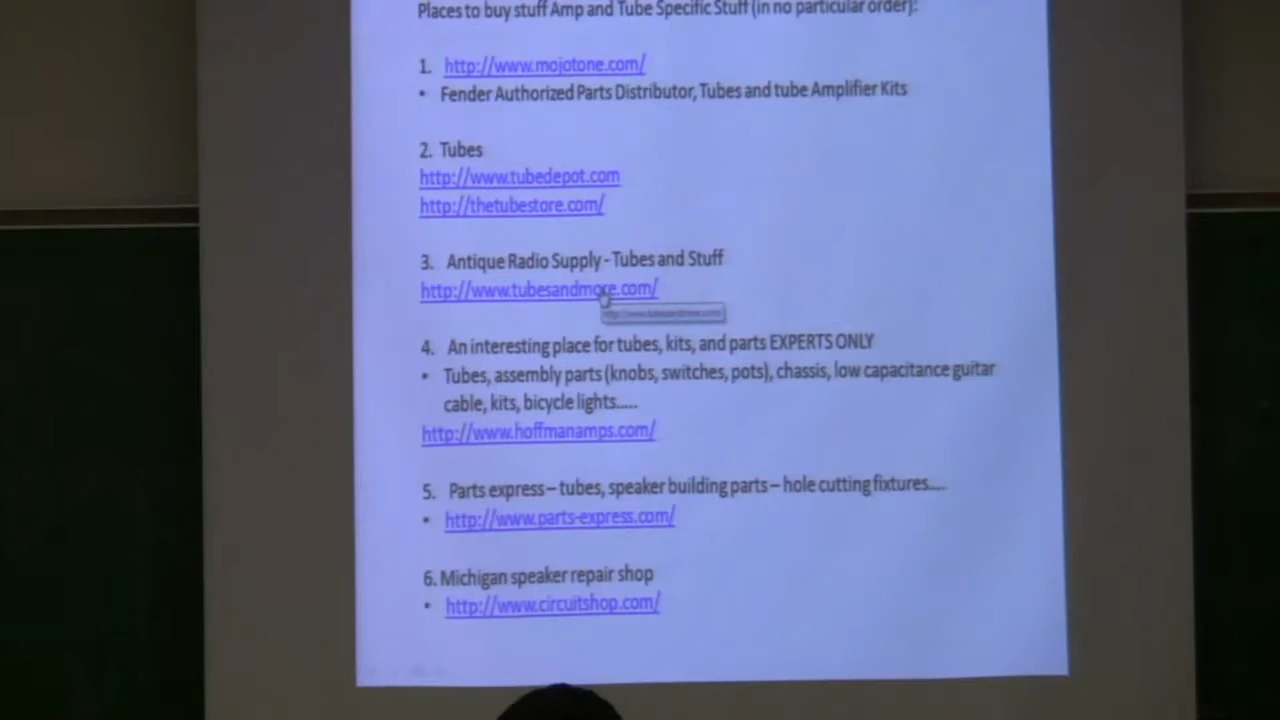 Places to buy stuff Amp and Tube Specific Stuff (in no particular order):
1. http://www.mojotone.com/
• Fender Authorized Parts Distributor, Tubes and tube Amplifier Kits
2. Tubes
http://www.tubedepot.com
http://thetubestore.com/
3. Antique Radio Supply - Tubes and Stuff
http://www.tubesandmore.com/
http://www.tubesandmore.com/
4. An interesting place for tubes, kits, and parts EXPERTS ONLY
• Tubes, assembly parts (knobs, switches, pots), chassis, low capacitance guitar
cable, kits, bicycle lights.....
http://www.hoffmanamps.com/
5. Parts express – tubes, speaker building parts – hole cutting fixtures....
• http://www.parts-express.com/
6. Michigan speaker repair shop
• http://www.circuitshop.com/